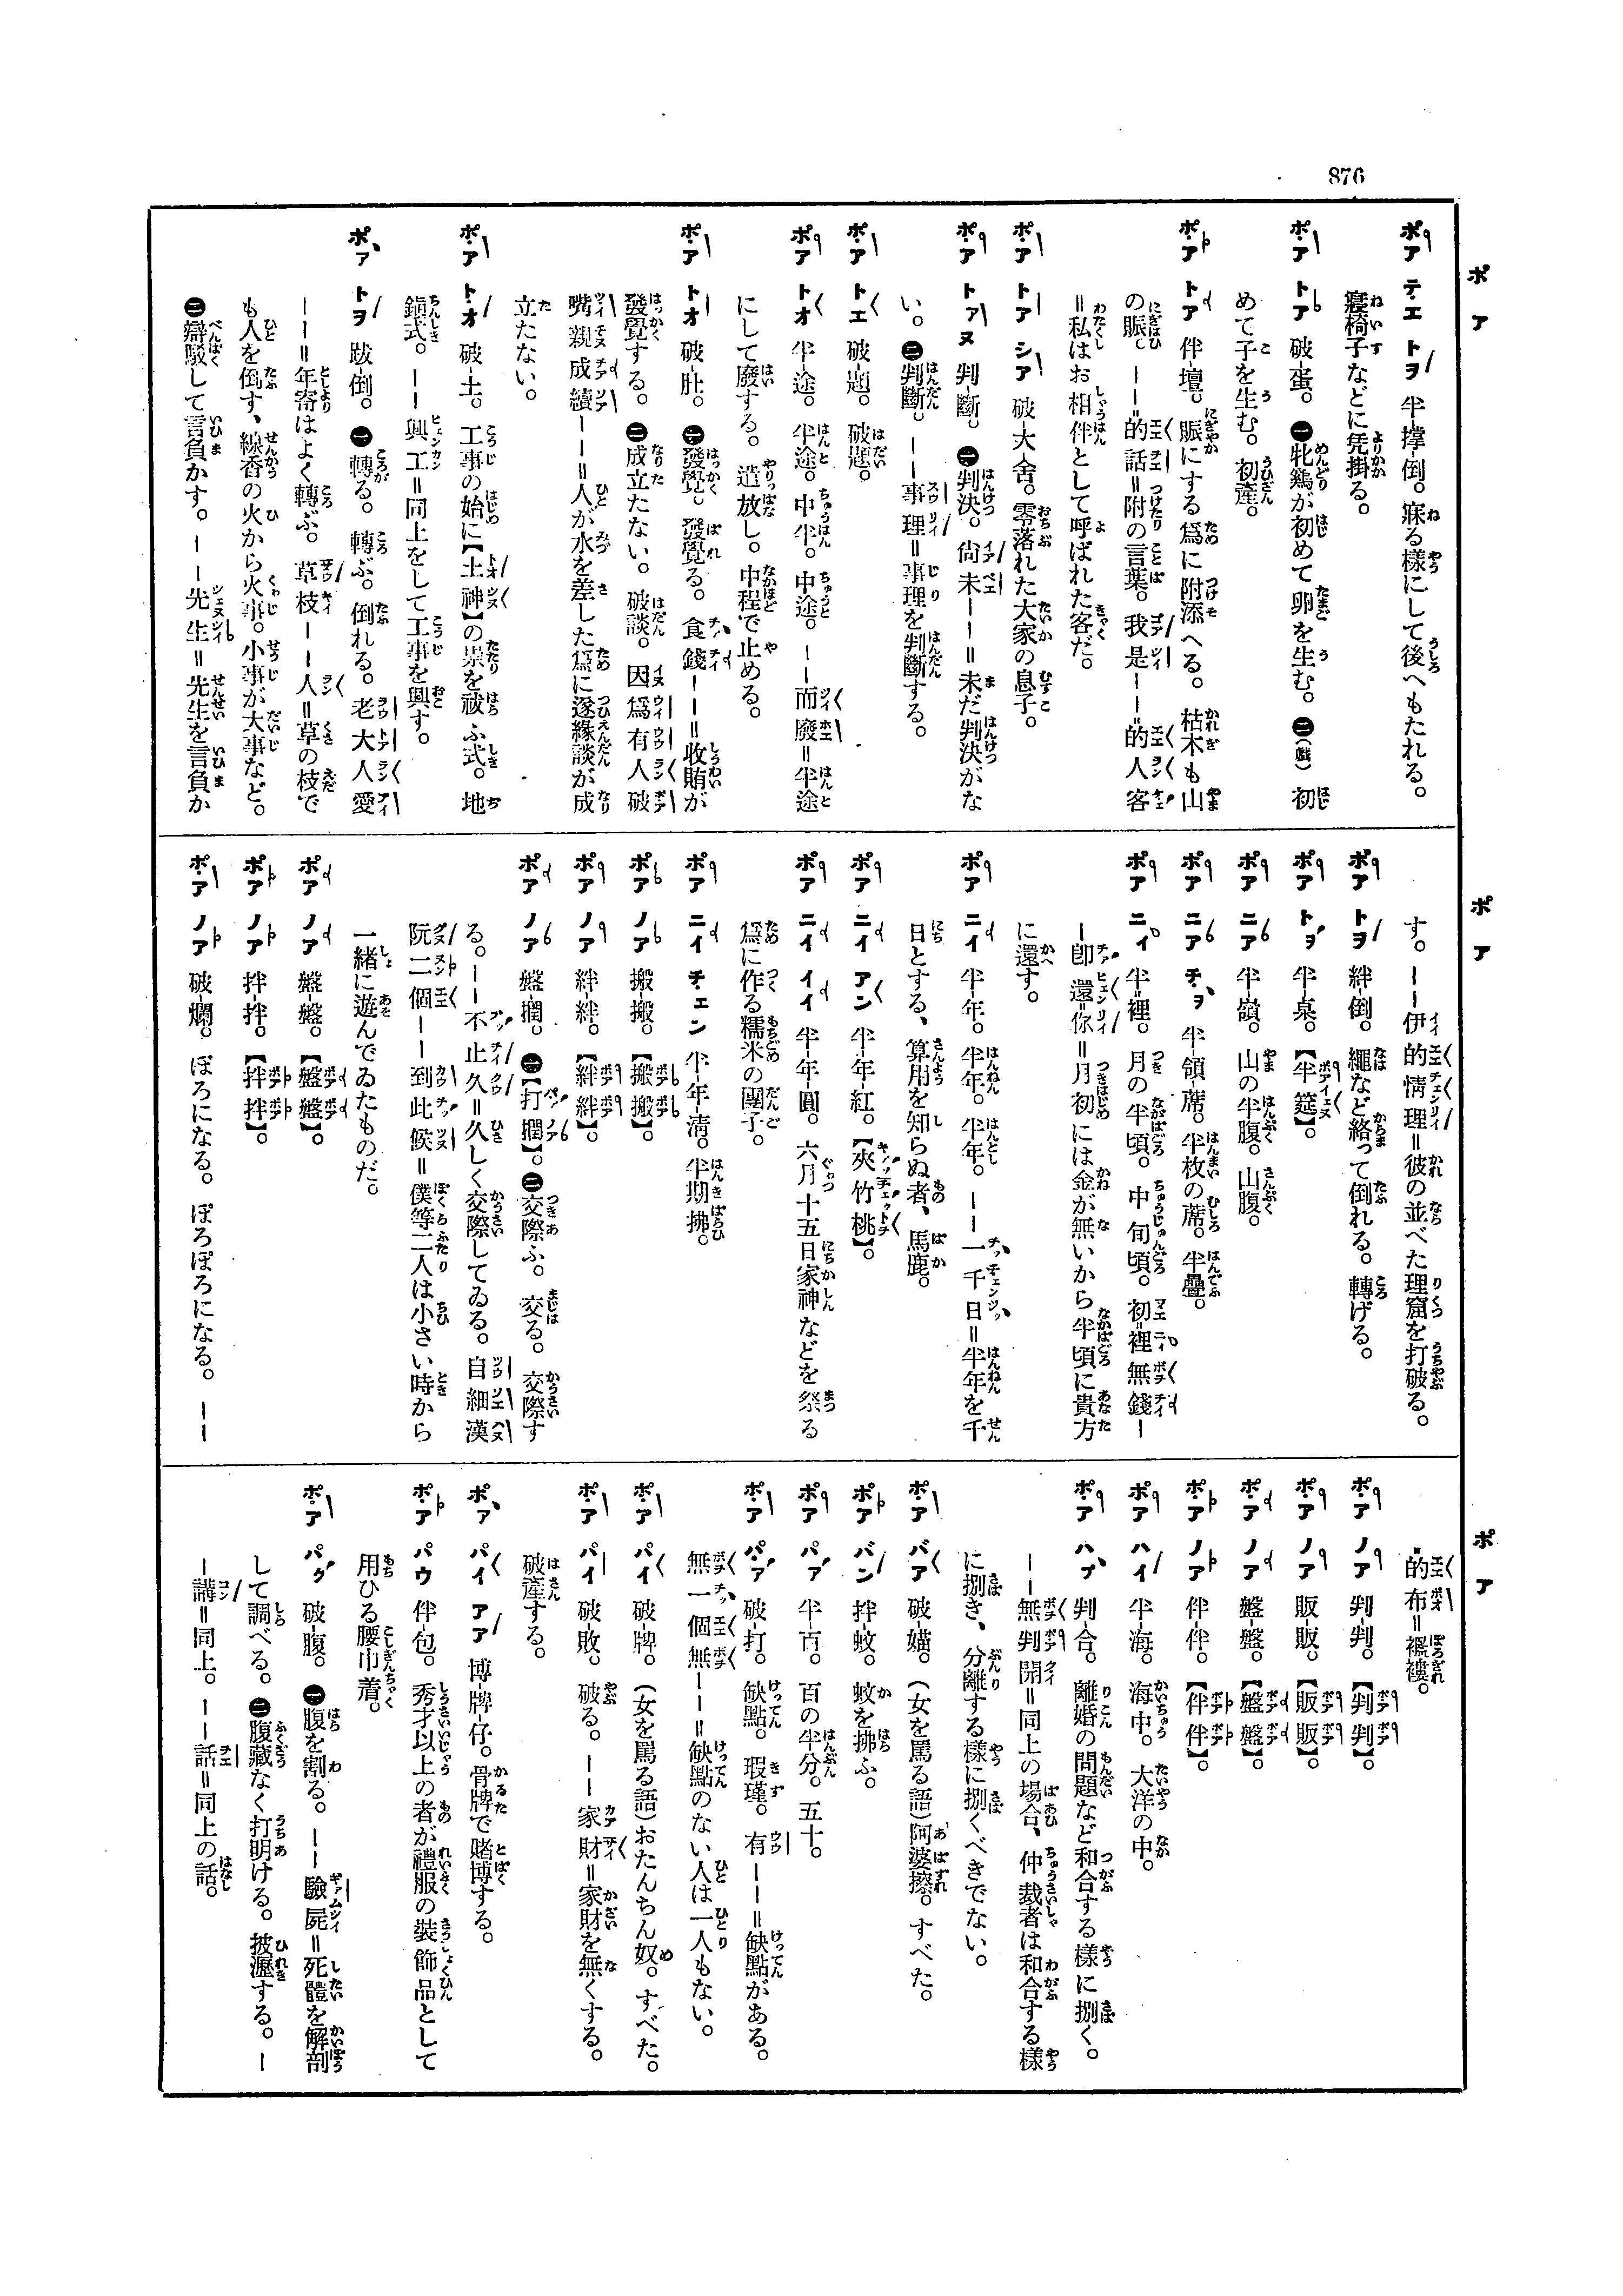 876
ポア
ポア テエ トヲ 半-撐-倒。寐る樣にして後へもたれる。
寢椅子などに凭掛る。
ポア トア 破-蛋。㊀牝鷄が初めて卵を生む。㊁(戲)初
めて子を生む。初產。
ポア トア 伴-壇。賑にする爲に附添へる。枯木も山
の賑。――=的話=附の言葉。我是――=的人客
=私はお相伴として呼ばれた客だ。
ポア トア シア 破-大-舍。零落れた大家の息子。
ポア トアヌ 判-斷。㊀判決。尙未――=未だ判決がな
い。㊁判斷。――事理=事理を判斷する。
ポア トエ 破-題。破題。
ポア トオ 半-途。半途。中半。中途。――而廢=半途
にして廢する。遣放し。中程で止める。
ポア トオ 破-肚。㊀發覺。發覺る。食錢――=收賄が
發覺する。㊁成立たない。破談。因爲有人破
嘴親成續――=人が水を差した爲に遂緣談が成
立たない。
ポア トオ 破-土。工事の始に【土神】の祟を祓ふ式。地
鎭式。――興工=同上をして工事を興す。
ポア トヲ 跋-倒。㊀轉る。轉ぶ。倒れる。老大人愛
――=年寄はよく轉ぶ。草枝――人=草の枝で
も人を倒す、線香の火から火事。小事が大事など。
㊁辯駁して言負かす。――先生=先生を言負か
ポア
す。――伊的情理=彼の並べた理窟を打破る。
ポア トヲ 絆-倒。繩など絡って倒れる。轉げる。
ポア トヲ 半-桌。【半筵】。
ポア ニア 半-嶺。山の半腹。山腹。
ポア ニア チヲ 半-領-蓆。半枚の蓆。半疊。
ポア ニイ 半=裡。月の半頃。中旬頃。初=裡無錢―
―卽還=你=月初には金が無いから半頃に貴方
に還す。
ポア ニイ 半-年。半年。半年。――一千日=半年を千
日とする、算用を知らぬ者、馬鹿。
ポア ニイ アン 半-年-紅。【夾竹桃】。
ポア ニイ イイ 半-年-圓。六月十五日家神などを祭る
爲に作る糯米の團子。
ポア ニイ チエン 半-年-淸。半期拂。
ポア ノア 搬-搬。【搬搬】。
ポア ノア 絆-絆。【絆絆】。
ポア ノア 盤-攔。㊀【打攔】。㊁交際ふ。交る。交際す
る。――不止久=久しく交際してゐる。自細漢
阮二個――到此候=僕等二人は小さい時から
一緒に遊んでゐたものだ。
ポア ノア 盤-盤。【盤盤】。
ポア ノア 拌-拌。【拌拌】。
ポア ノア 破-爛。ぼろになる。ぼろぼろになる。――
ポア
的布=襤褸。
ポア ノア 判-判。【判判】。
ポア ノア 販-販。【販販】。
ポア ノア 盤-盤。【盤盤】。
ポア ノア 伴-伴。【伴伴】。
ポア ハイ 半-海。海中。大洋の中。
ポア ハプ 判-合。離婚の問題など和合する樣に捌く。
――無判開=同上の場合、仲裁者は和合する樣
に捌き、分離する樣に捌くべきでない。
ポア バア 破-媌。(女を罵る語)阿婆擦。すべた。
ポア バン 拌-蚊。蚊を拂ふ。
ポア パア 半-百。百の半分。五十。
ポア パア 破-打。缺點。瑕瑾。有――=缺點がある。
無一個無――=缺點のない人は一人もない。
ポア パイ 破-牌。(女を罵る語)おたんちん奴。すべた。
ポア パイ 破-敗。破る。――家財=家財を無くする。
破產する。
ポア パイ アア 博-牌-仔。骨牌で賭博する。
ポア パウ 伴-包。秀才以上の者が禮服の裝飾品として
用ひる腰巾着。
ポア パク 破-腹。㊀腹を割る。――驗屍=死體を解剖
して調べる。㊁腹藏なく打明ける。披瀝する。―
―講=同上。――話=同上の話。